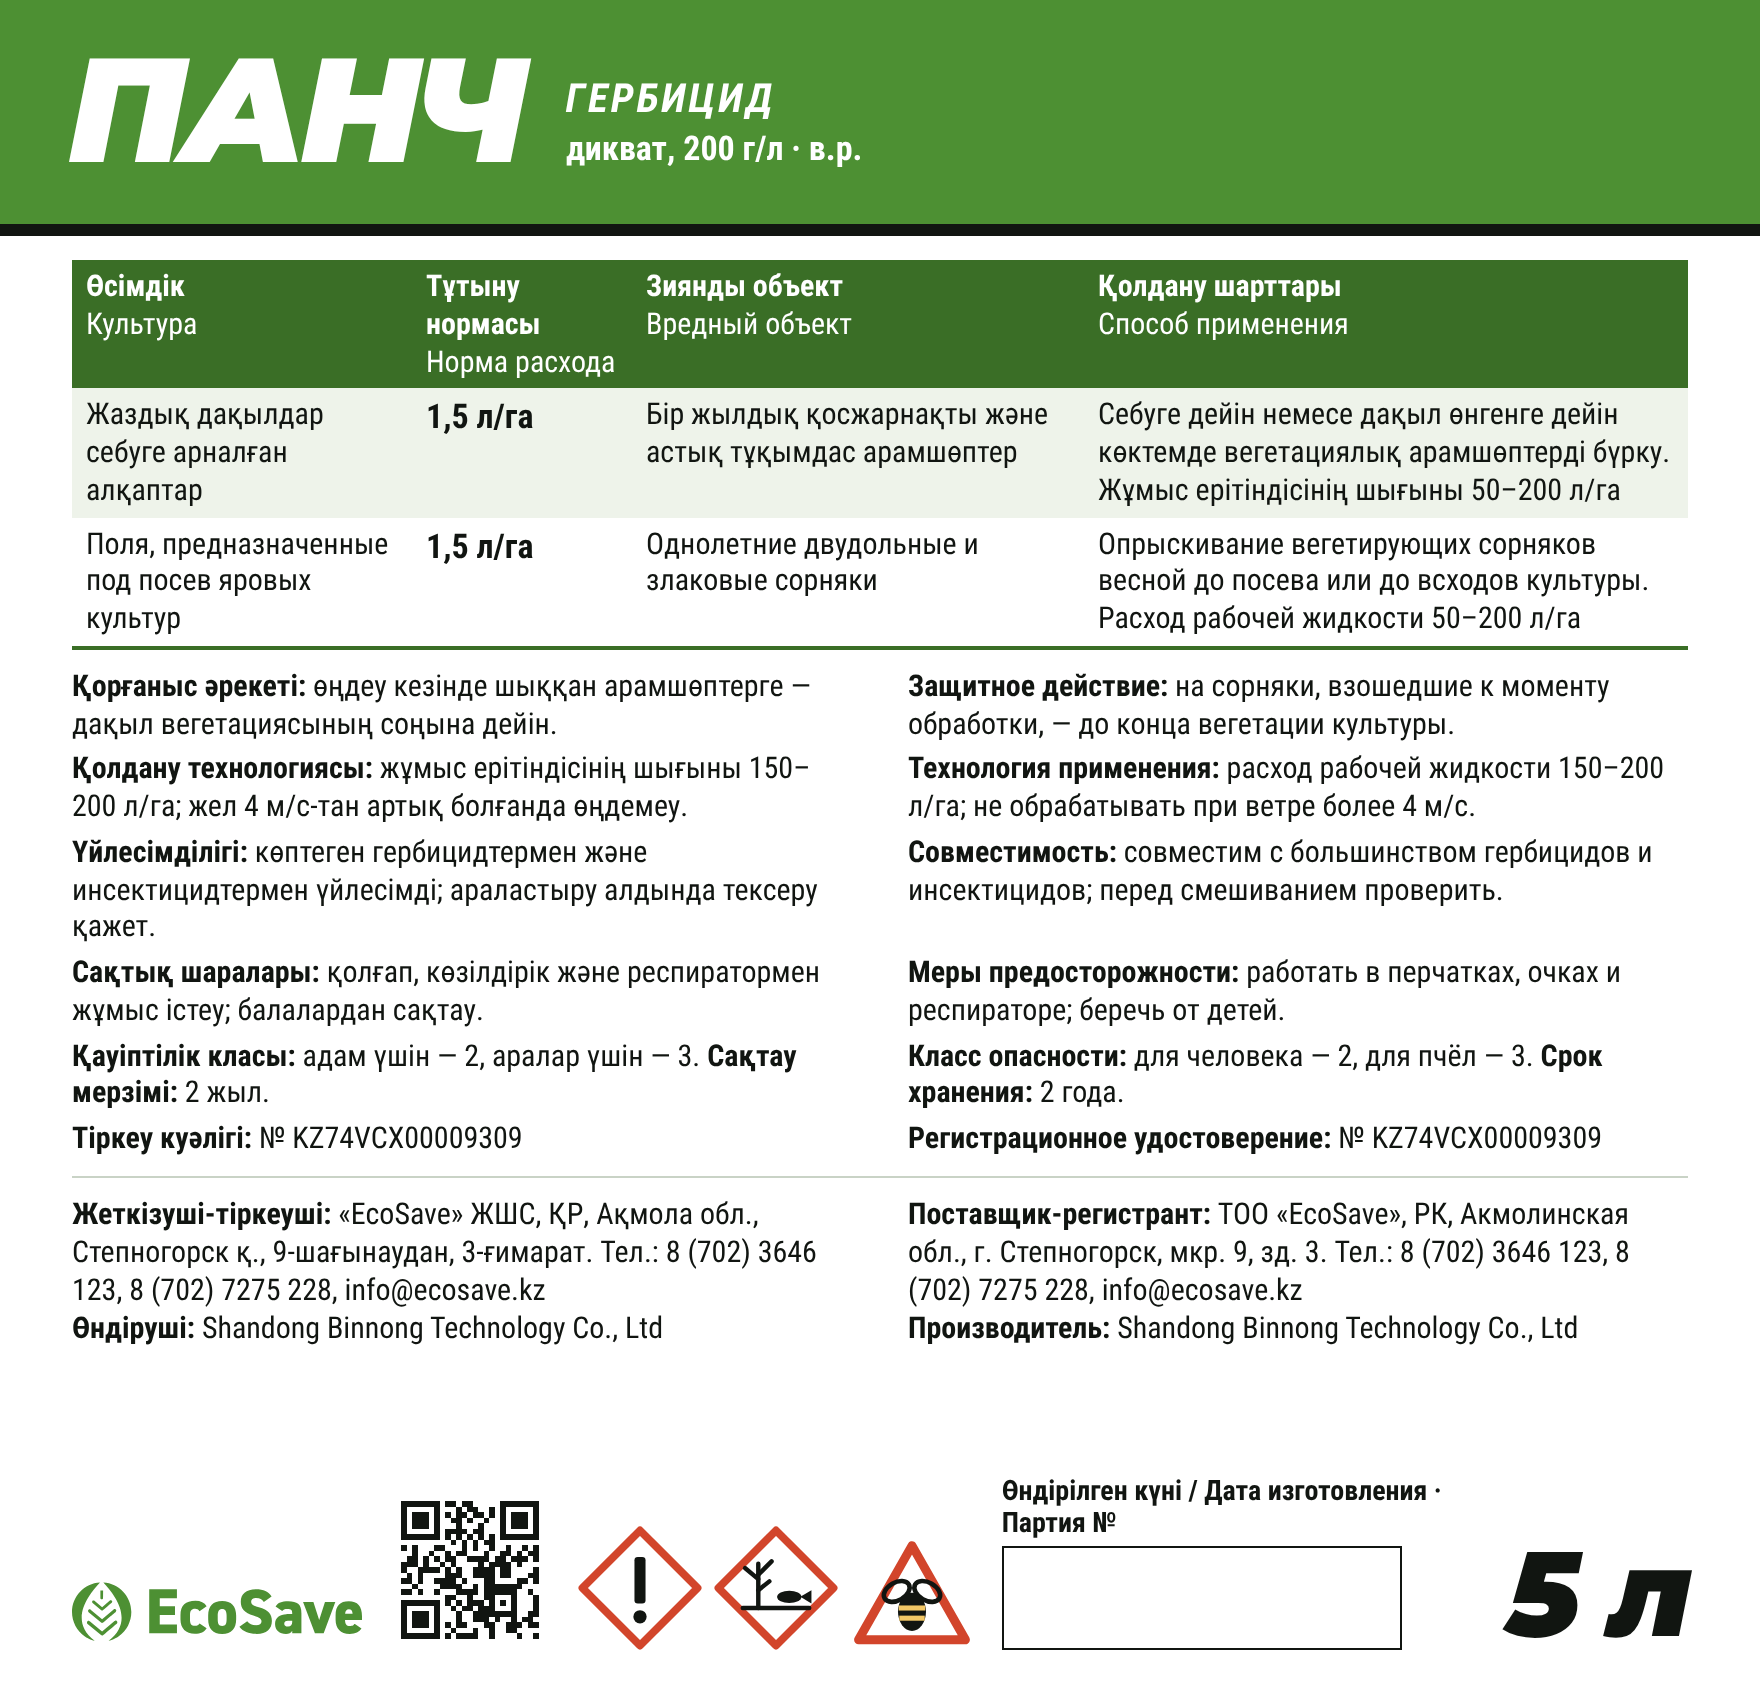 ПАНЧ
ГЕРБИЦИД
дикват, 200 г/л · в.р.
Өсімдік
Культура
Тұтыну
нормасы
Норма расхода
Зиянды объект
Вредный объект
Қолдану шарттары
Способ применения
Жаздық дақылдар
себуге арналған
алқаптар
1,5 л/га
Бір жылдық қосжарнақты және
астық тұқымдас арамшөптер
Себуге дейін немесе дақыл өнгенге дейін
көктемде вегетациялық арамшөптерді бүрку.
Жұмыс ерітіндісінің шығыны 50–200 л/га
Поля, предназначенные
под посев яровых
культур
1,5 л/га
Однолетние двудольные и
злаковые сорняки
Опрыскивание вегетирующих сорняков
весной до посева или до всходов культуры.
Расход рабочей жидкости 50–200 л/га
Қорғаныс әрекеті: өңдеу кезінде шыққан арамшөптерге —
дақыл вегетациясының соңына дейін.
Защитное действие: на сорняки, взошедшие к моменту
обработки, — до конца вегетации культуры.
Қолдану технологиясы: жұмыс ерітіндісінің шығыны 150–
200 л/га; жел 4 м/с-тан артық болғанда өңдемеу.
Технология применения: расход рабочей жидкости 150–200
л/га; не обрабатывать при ветре более 4 м/с.
Үйлесімділігі: көптеген гербицидтермен және
инсектицидтермен үйлесімді; араластыру алдында тексеру
қажет.
Совместимость: совместим с большинством гербицидов и
инсектицидов; перед смешиванием проверить.
Сақтық шаралары: қолғап, көзілдірік және респиратормен
жұмыс істеу; балалардан сақтау.
Меры предосторожности: работать в перчатках, очках и
респираторе; беречь от детей.
Қауіптілік класы: адам үшін — 2, аралар үшін — 3. Сақтау
мерзімі: 2 жыл.
Класс опасности: для человека — 2, для пчёл — 3. Срок
хранения: 2 года.
Тіркеу куәлігі: № KZ74VCX00009309
Регистрационное удостоверение: № KZ74VCX00009309
Жеткізуші-тіркеуші: «EcoSave» ЖШС, ҚР, Ақмола обл.,
Степногорск қ., 9-шағынаудан, 3-ғимарат. Тел.: 8 (702) 3646
123, 8 (702) 7275 228, info@ecosave.kz
Өндіруші: Shandong Binnong Technology Co., Ltd
Поставщик-регистрант: ТОО «EcoSave», РК, Акмолинская
обл., г. Степногорск, мкр. 9, зд. 3. Тел.: 8 (702) 3646 123, 8
(702) 7275 228, info@ecosave.kz
Производитель: Shandong Binnong Technology Co., Ltd
EcoSave
Өндірілген күні / Дата изготовления ·
Партия №
5 л